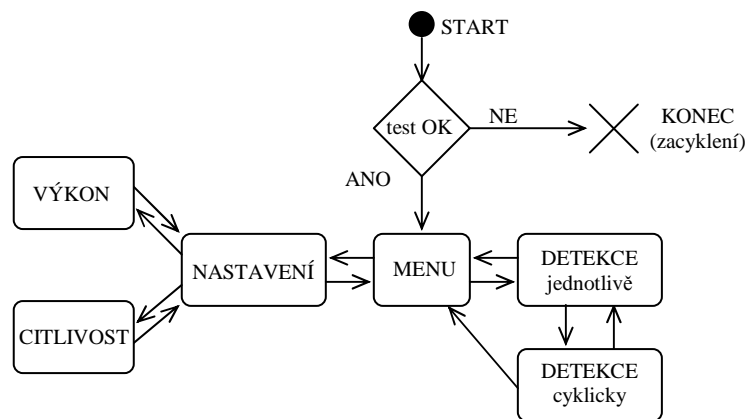 START
test OK
NE
KONEC
(zacyklení)
ANO
VÝKON
NASTAVENÍ
MENU
DETEKCE
jednotlivě
CITLIVOST
DETEKCE
cyklicky